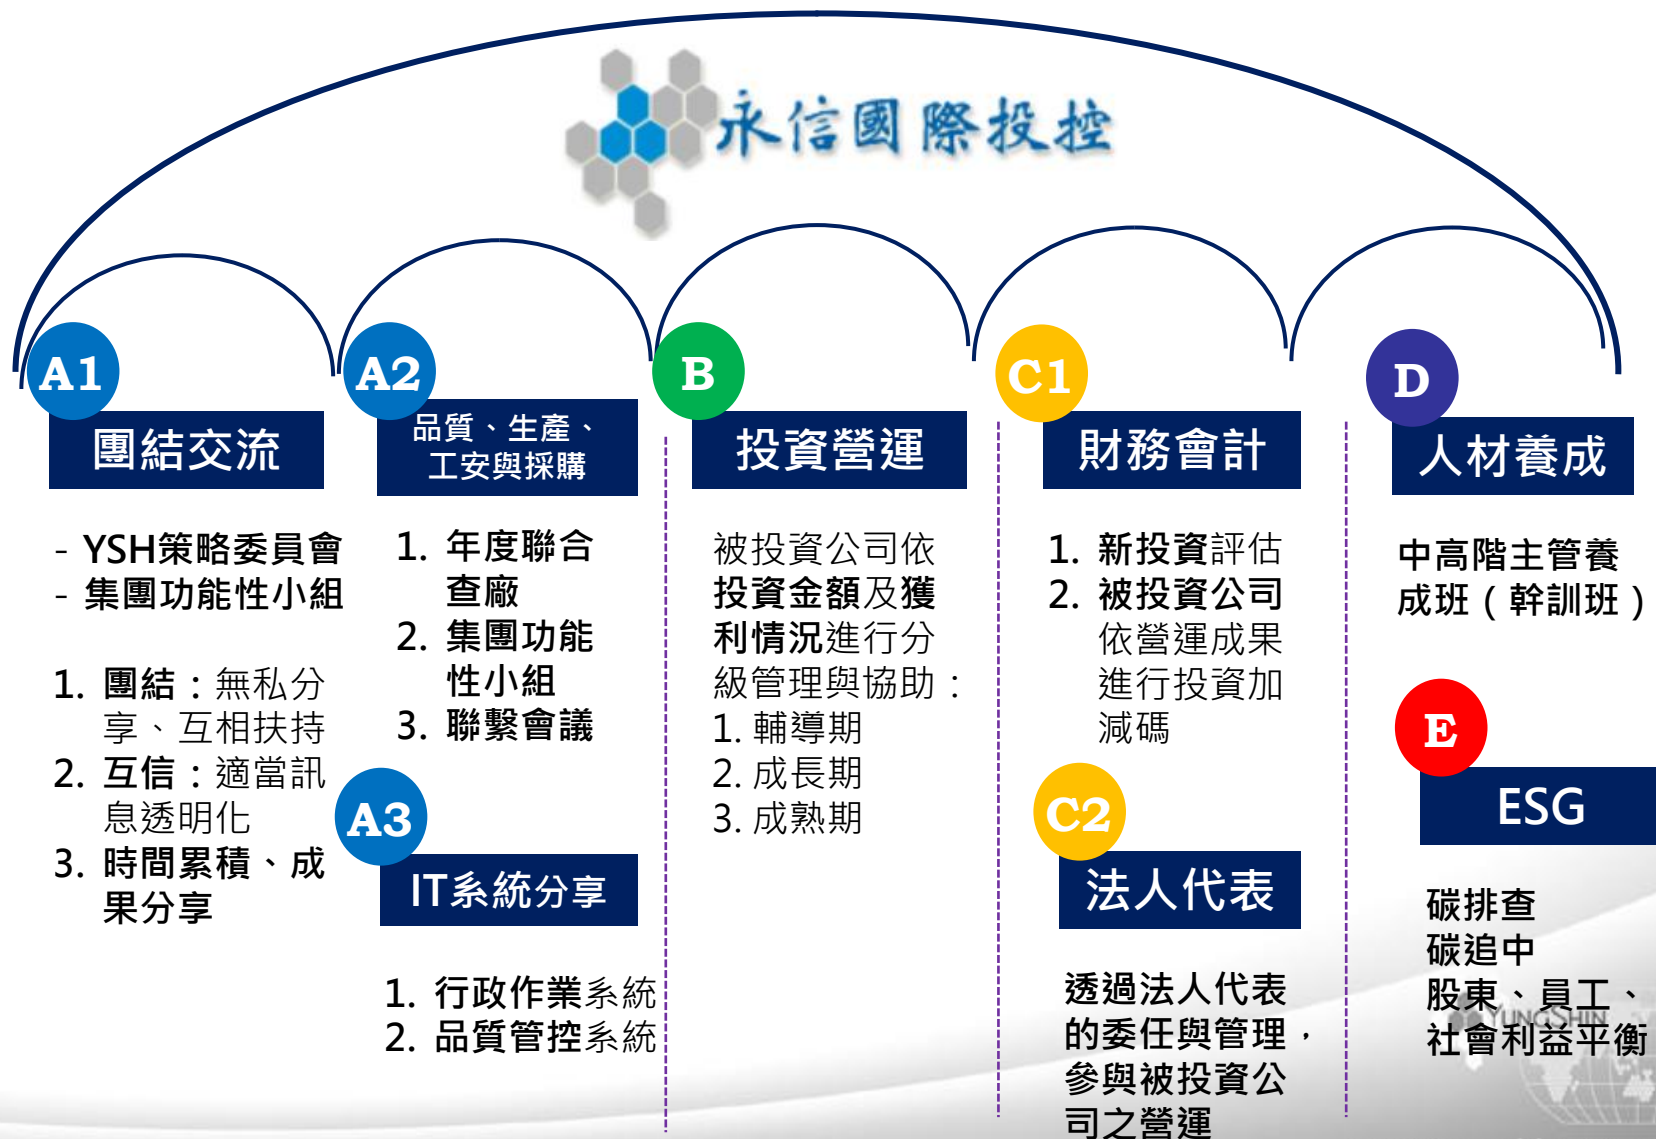 永信國際投控
A1
團結交流
- YSH策略委員會
- 集團功能性小組
1. 團結：無私分
享、互相扶持
2. 互信：適當訊
息透明化
3. 時間累積、成
果分享
A2
品質、生產、
工安與採購
1. 年度聯合
查廠
2. 集團功能
性小組
3. 聯繫會議
A3
IT系統分享
1. 行政作業系統
2. 品質管控系統
B
投資營運
被投資公司依
投資金額及獲
利情況進行分
級管理與協助：
1. 輔導期
2. 成長期
3. 成熟期
C1
財務會計
1. 新投資評估
2. 被投資公司
依營運成果
進行投資加
減碼
C2
法人代表
透過法人代表
的委任與管理，
參與被投資公
司之營運
D
人材養成
中高階主管養
成班（幹訓班）
E
ESG
碳排查
碳追中
股東、員工、
社會利益平衡
YUNGSHIN